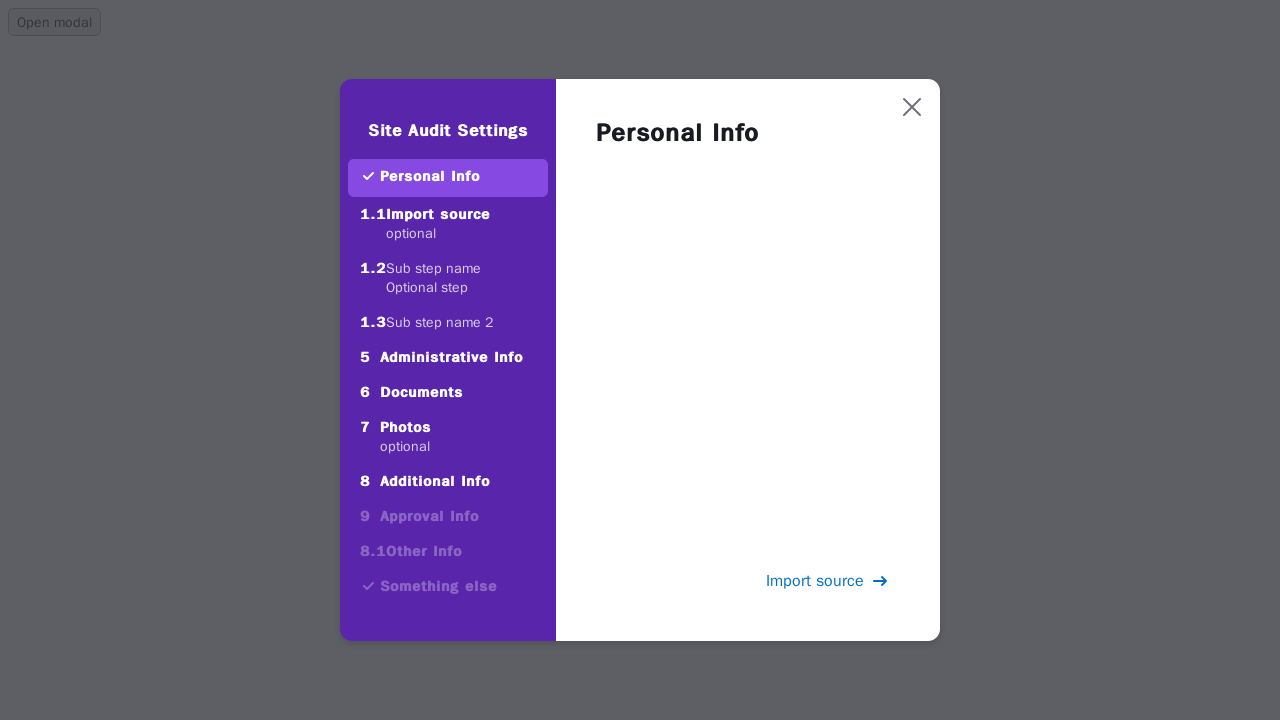 Open modal
Site Audit Settings
Personal Info
1.1 Import source
optional
1.2 Sub step name
Optional step
1.3 Sub step name 2
5 Administrative Info
6 Documents
7 Photos
optional
8 Additional Info
9 Approval Info
8.1 Other Info
Something else
Personal Info
Import source